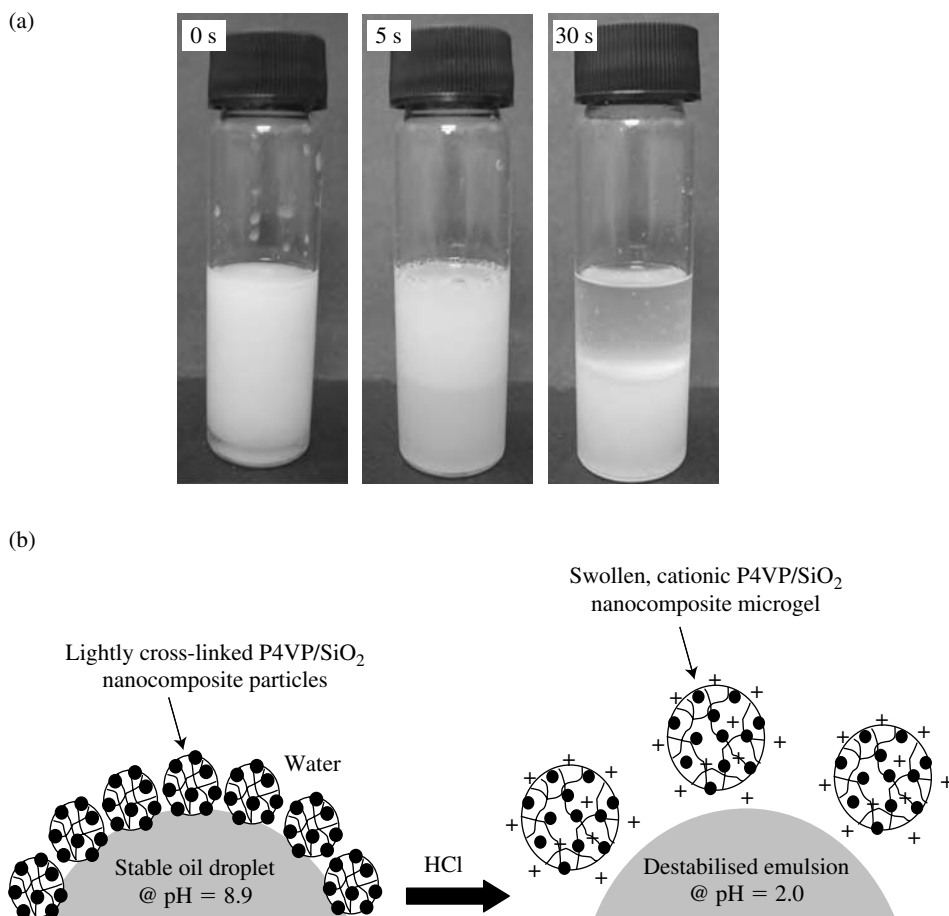 (a)
0 s
5 s
30 s
(b)
Swollen, cationic P4VP/SiO₂
nanocomposite microgel
Lightly cross-linked P4VP/SiO₂
nanocomposite particles
Water
Stable oil droplet
@ pH = 8.9
HCl
Destabilised emulsion
@ pH = 2.0